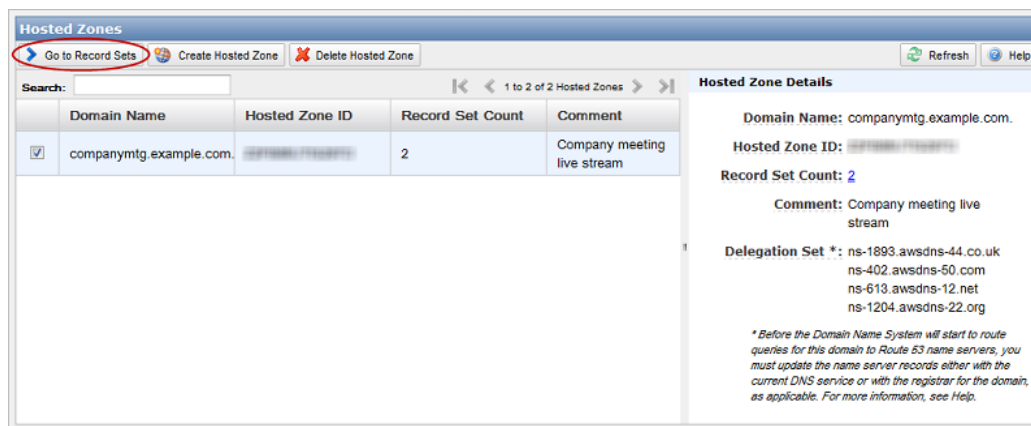 Hosted Zones
Go to Record Sets Create Hosted Zone Delete Hosted Zone Refresh Help
Search: 1 to 2 of 2 Hosted Zones
Domain Name Hosted Zone ID Record Set Count Comment
companymtg.example.com. 2 Company meeting
live stream
Hosted Zone Details
Domain Name: companymtg.example.com.
Hosted Zone ID:
Record Set Count: 2
Comment: Company meeting live
stream
Delegation Set *: ns-1893.awsdns-44.co.uk
ns-402.awsdns-50.com
ns-613.awsdns-12.net
ns-1204.awsdns-22.org
* Before the Domain Name System will start to route
queries for this domain to Route 53 name servers, you
must update the name server records either with the
current DNS service or with the registrar for the domain,
as applicable. For more information, see Help.